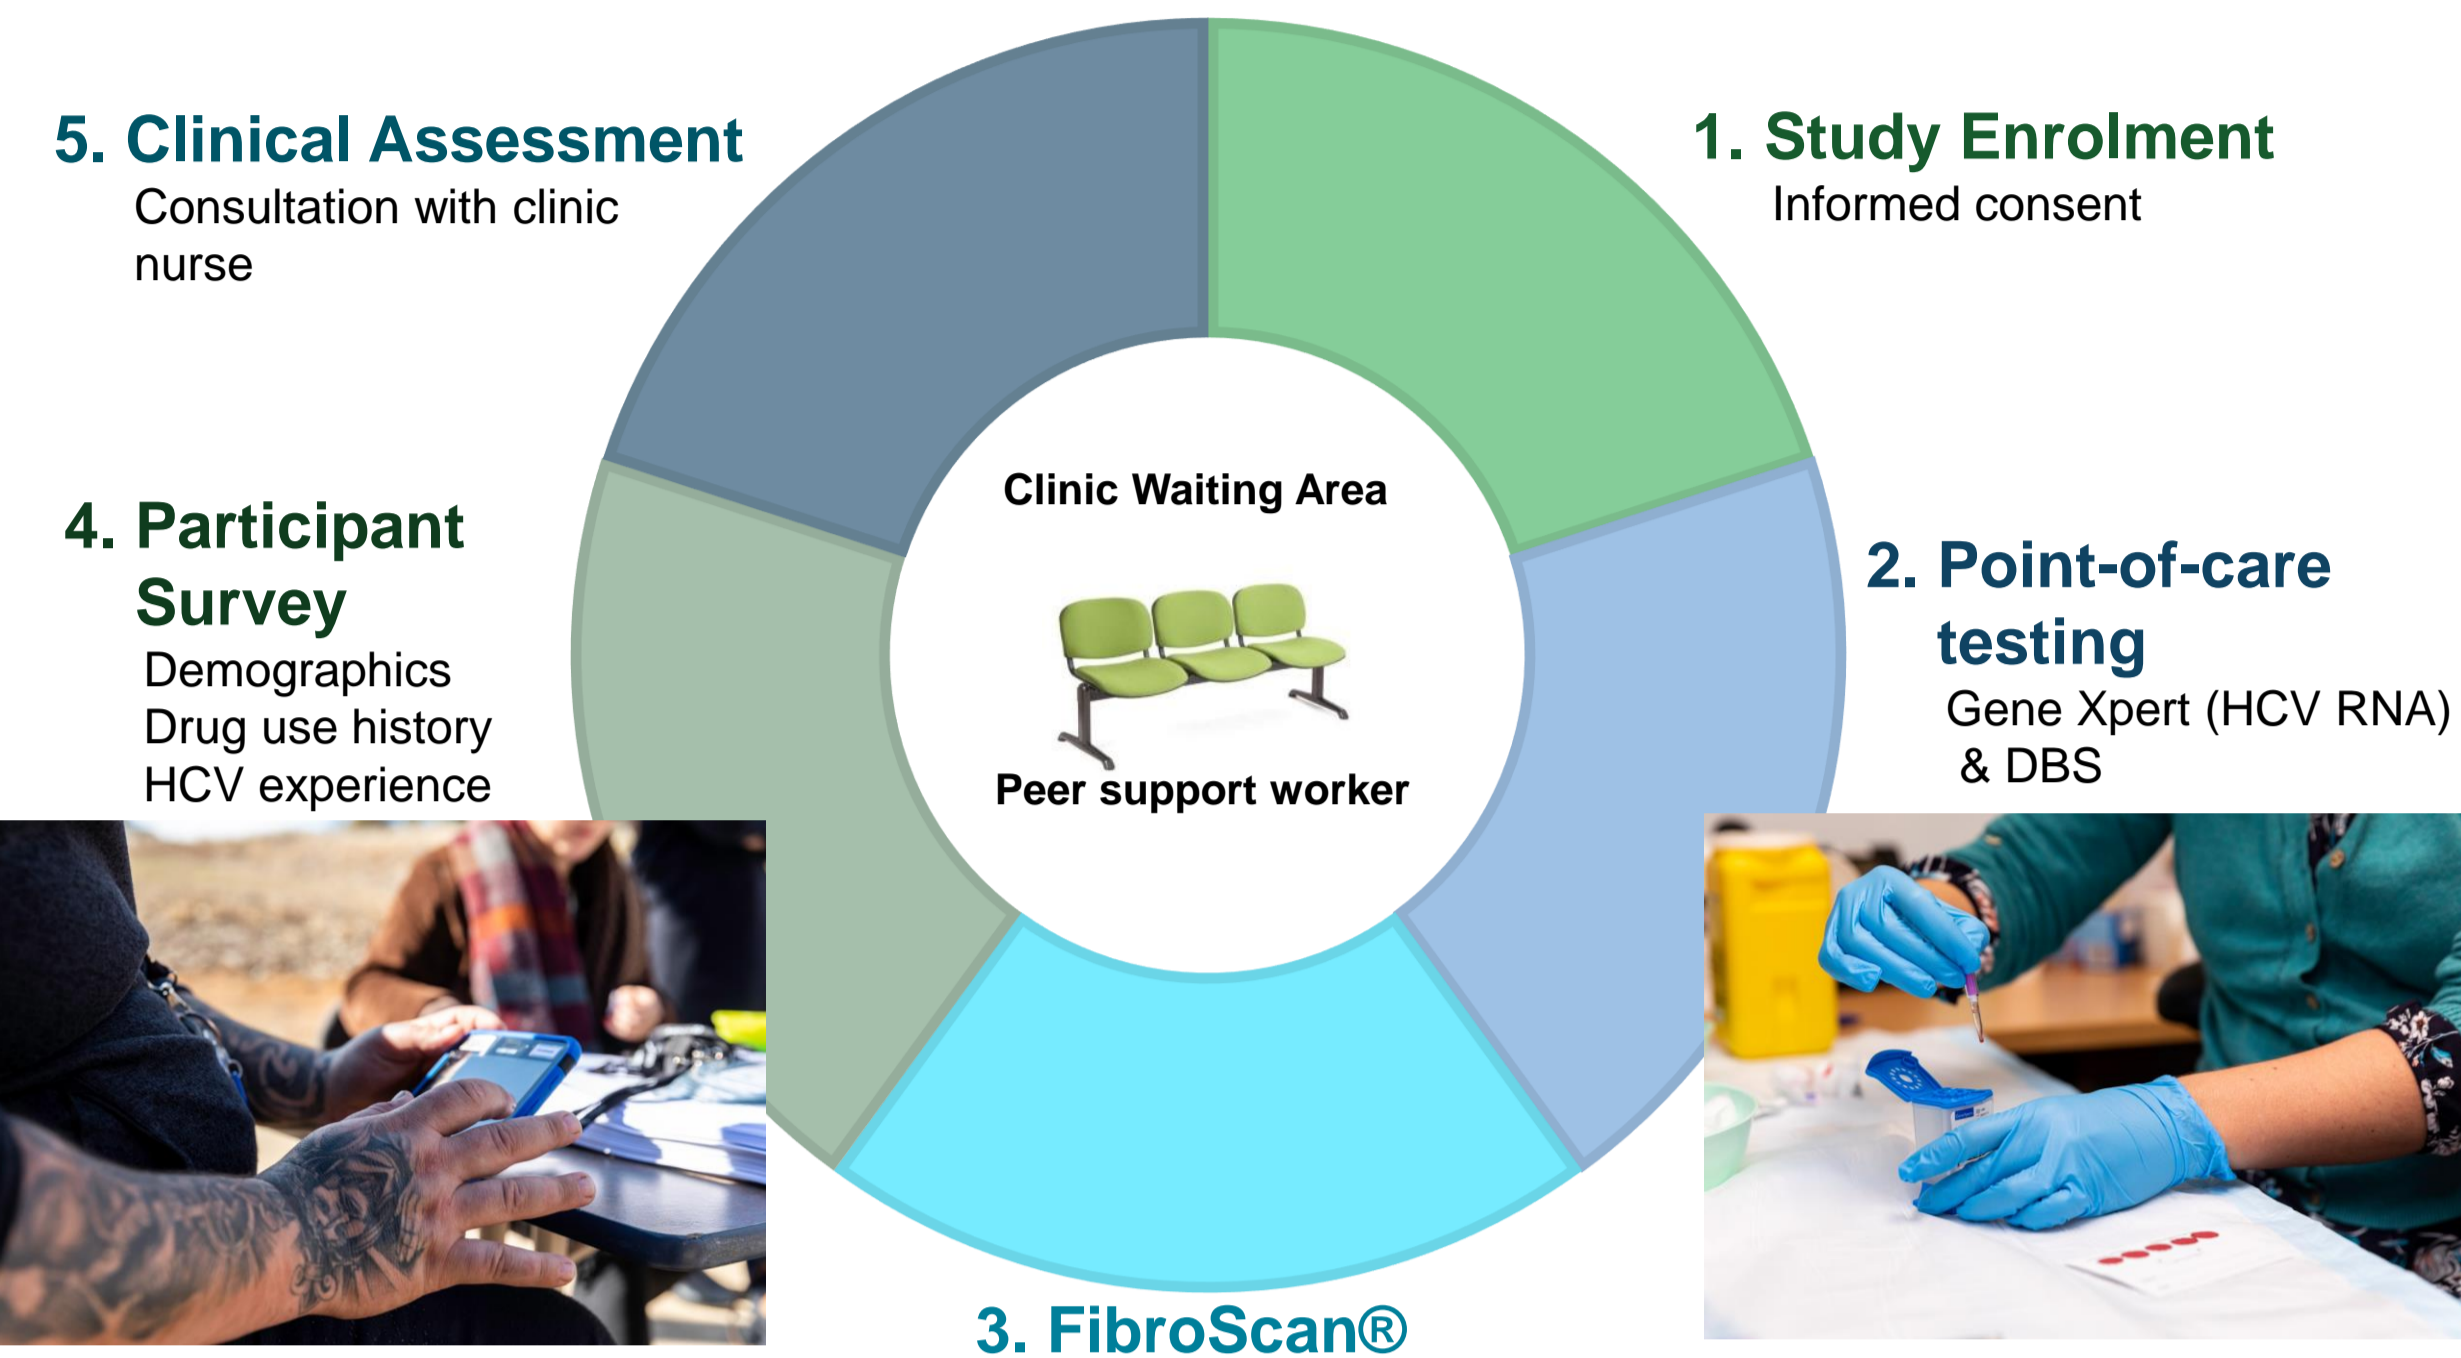 1. Study Enrolment
Informed consent
2. Point-of-care
testing
Gene Xpert (HCV RNA)
& DBS
3. FibroScan®
4. Participant
Survey
Demographics
Drug use history
HCV experience
5. Clinical Assessment
Consultation with clinic
nurse
Clinic Waiting Area
Peer support worker